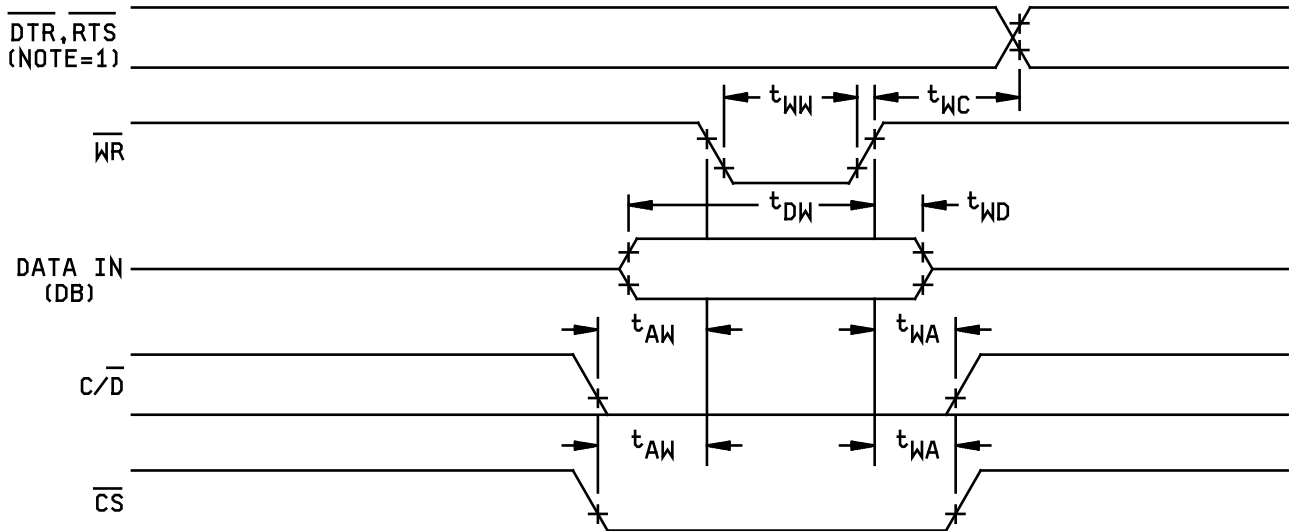 DTR,RTS
(NOTE=1)
tWW
tWC
WR
tDW
tWD
DATA IN
(DB)
tAW
tWA
C/D
tAW
tWA
CS